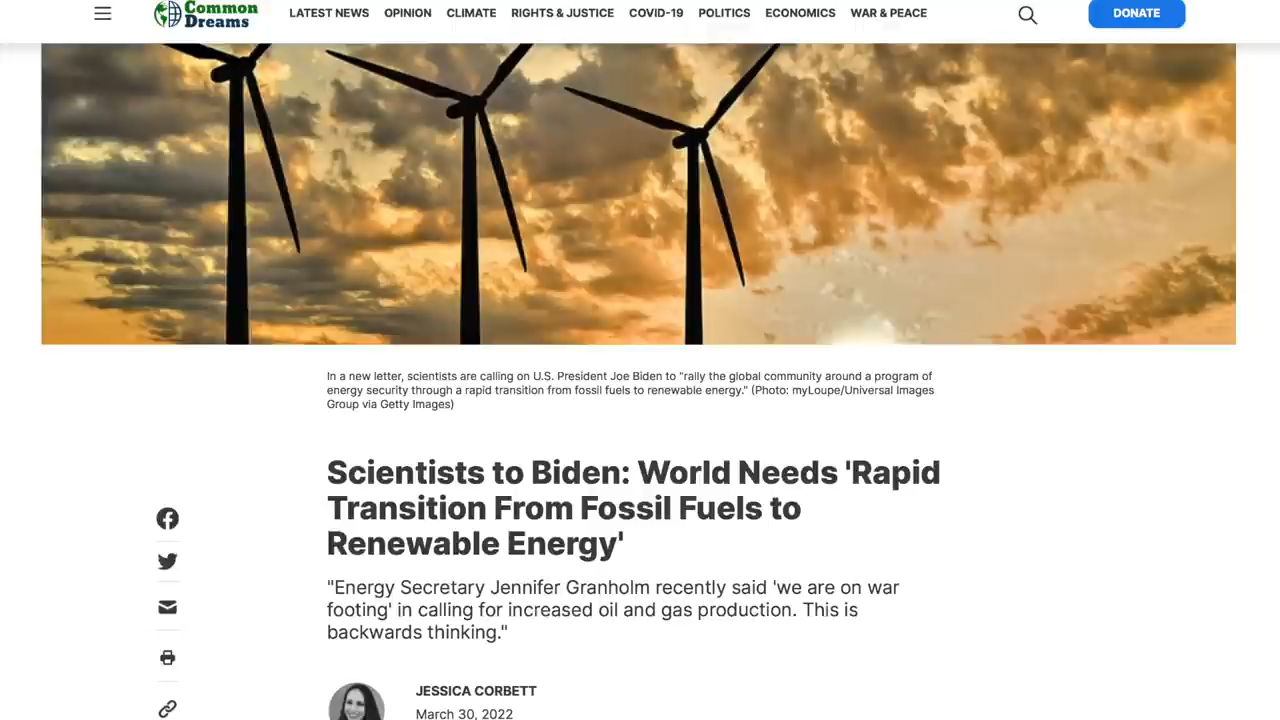 Common
Dreams
LATEST NEWS OPINION CLIMATE RIGHTS & JUSTICE COVID-19 POLITICS ECONOMICS WAR & PEACE
DONATE
In a new letter, scientists are calling on U.S. President Joe Biden to "rally the global community around a program of
energy security through a rapid transition from fossil fuels to renewable energy." (Photo: myLoupe/Universal Images
Group via Getty Images)
Scientists to Biden: World Needs 'Rapid
Transition From Fossil Fuels to
Renewable Energy'
"Energy Secretary Jennifer Granholm recently said 'we are on war
footing' in calling for increased oil and gas production. This is
backwards thinking."
JESSICA CORBETT
March 30, 2022